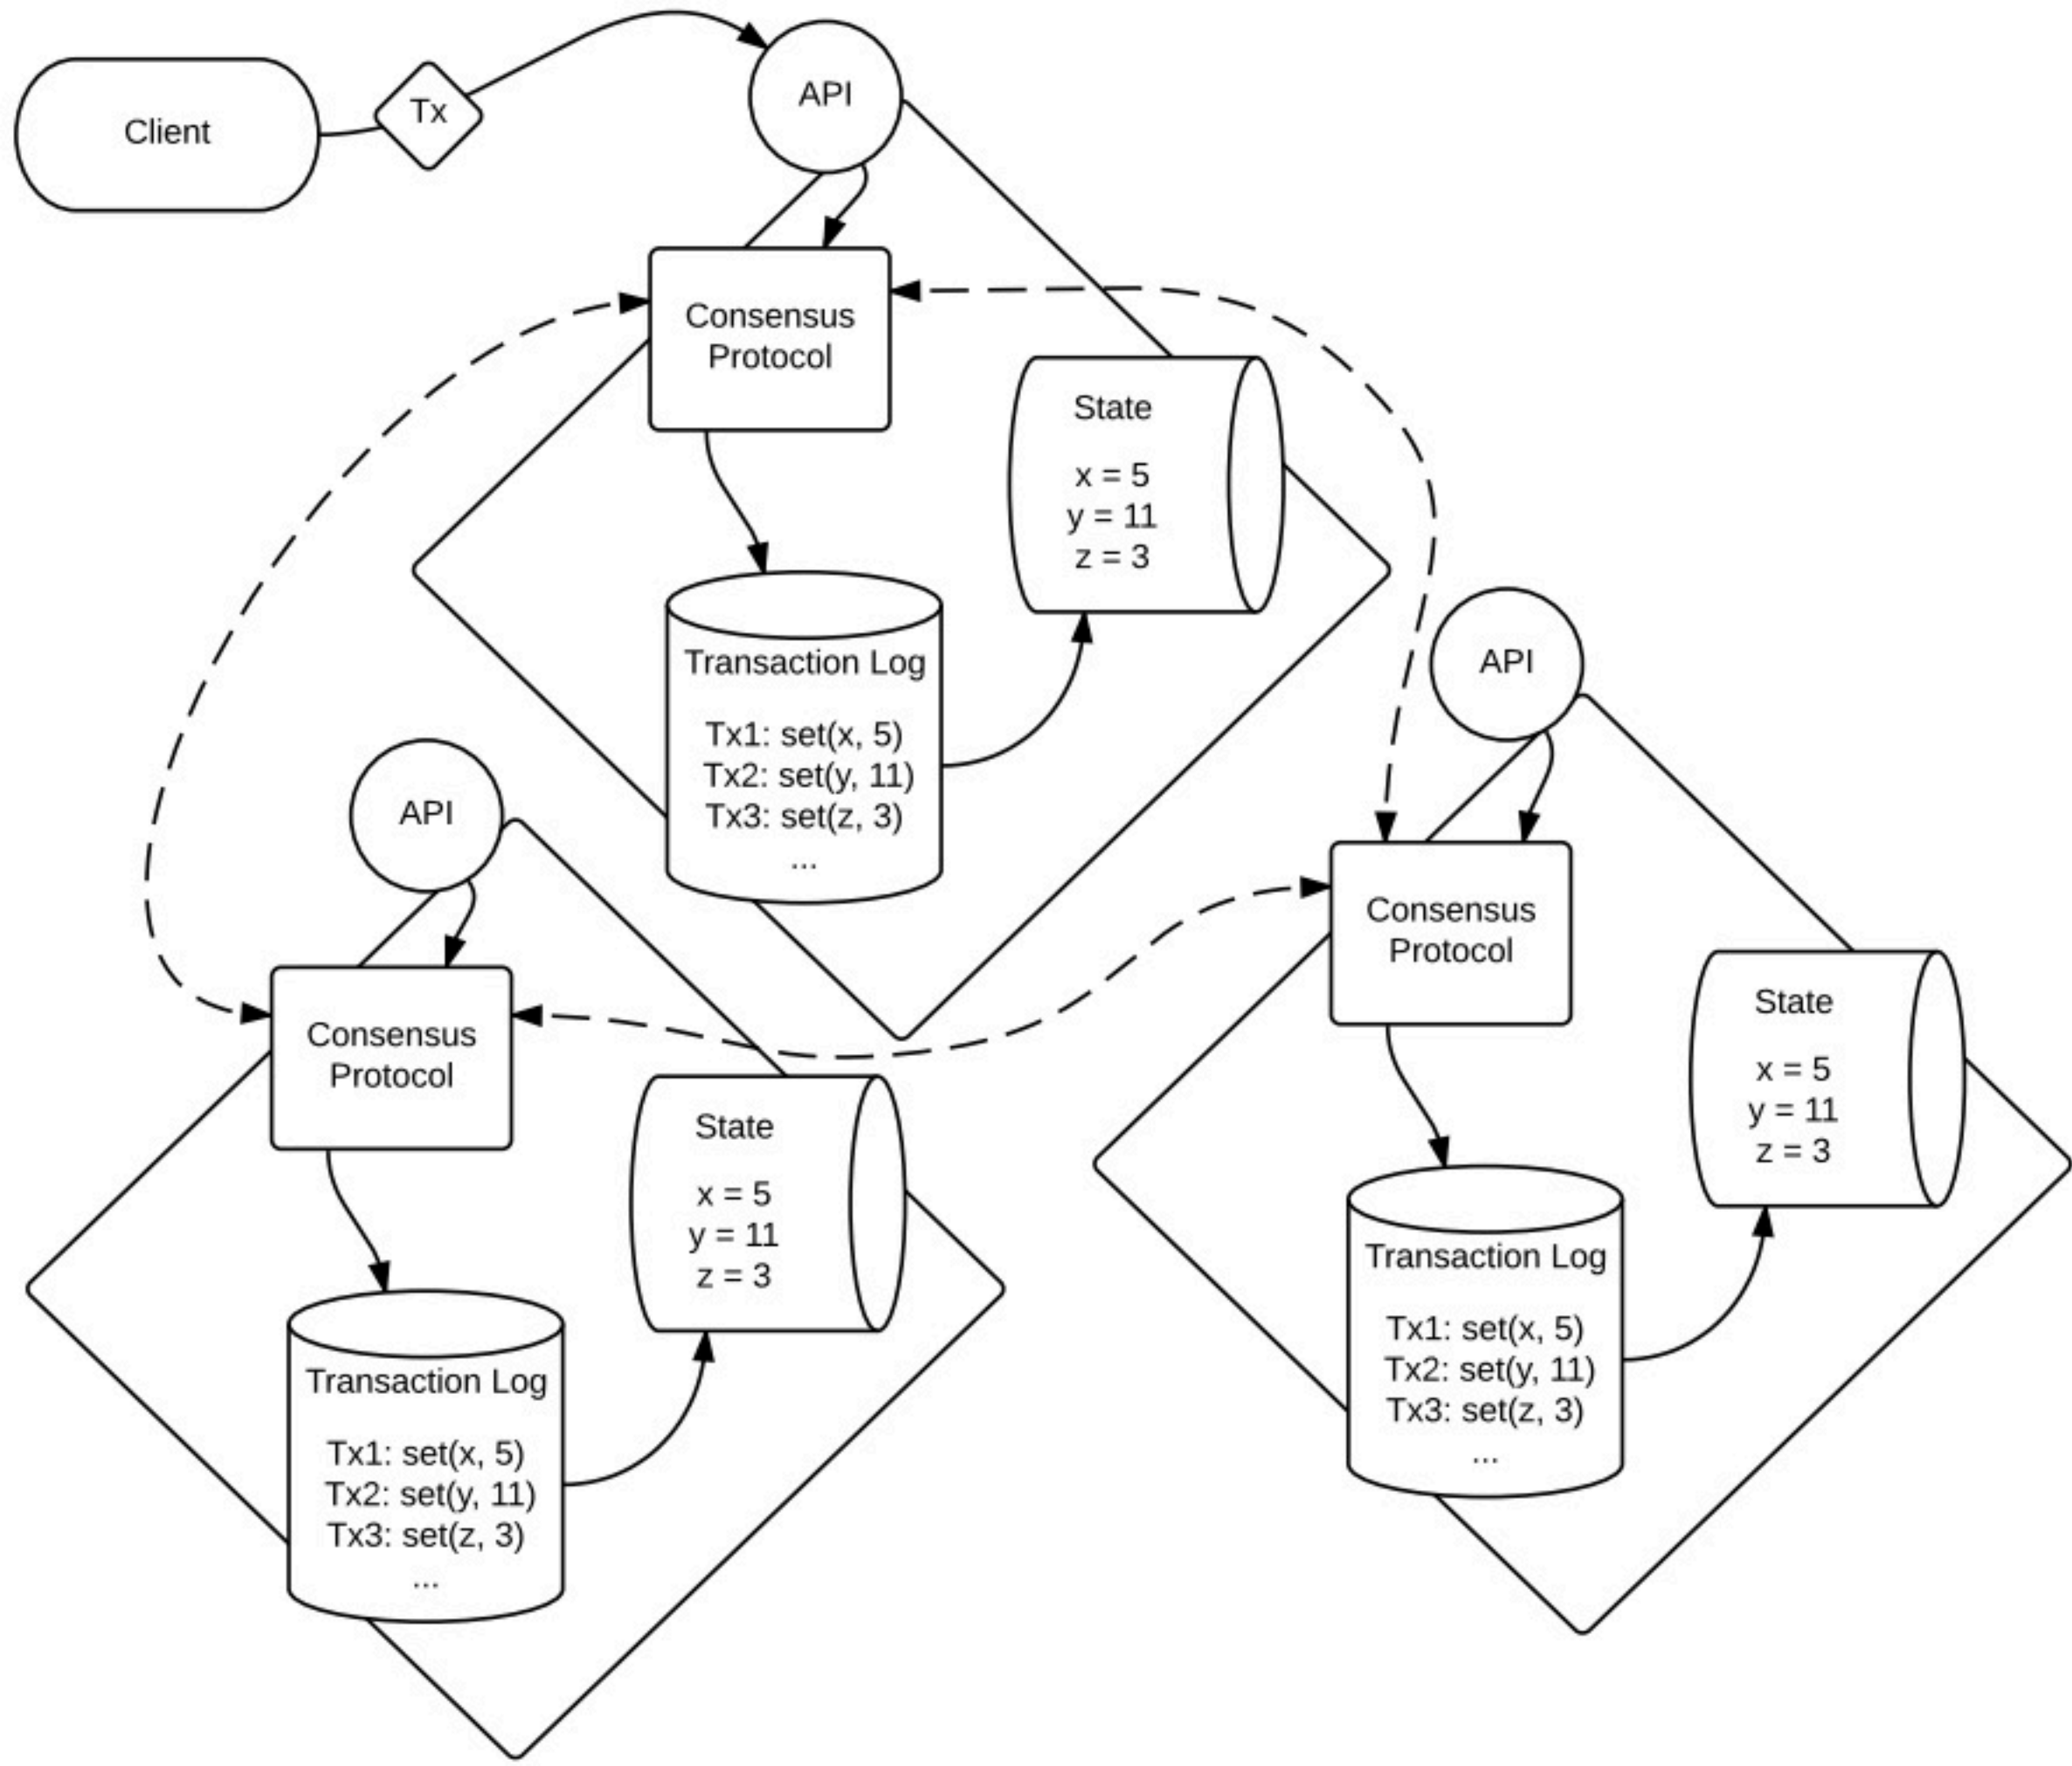 Client
Tx
API
Consensus
Protocol
State
x = 5
y = 11
z = 3
Transaction Log
Tx1: set(x, 5)
Tx2: set(y, 11)
Tx3: set(z, 3)
...
API
Consensus
Protocol
State
x = 5
y = 11
z = 3
Transaction Log
Tx1: set(x, 5)
Tx2: set(y, 11)
Tx3: set(z, 3)
...
API
Consensus
Protocol
State
x = 5
y = 11
z = 3
Transaction Log
Tx1: set(x, 5)
Tx2: set(y, 11)
Tx3: set(z, 3)
...